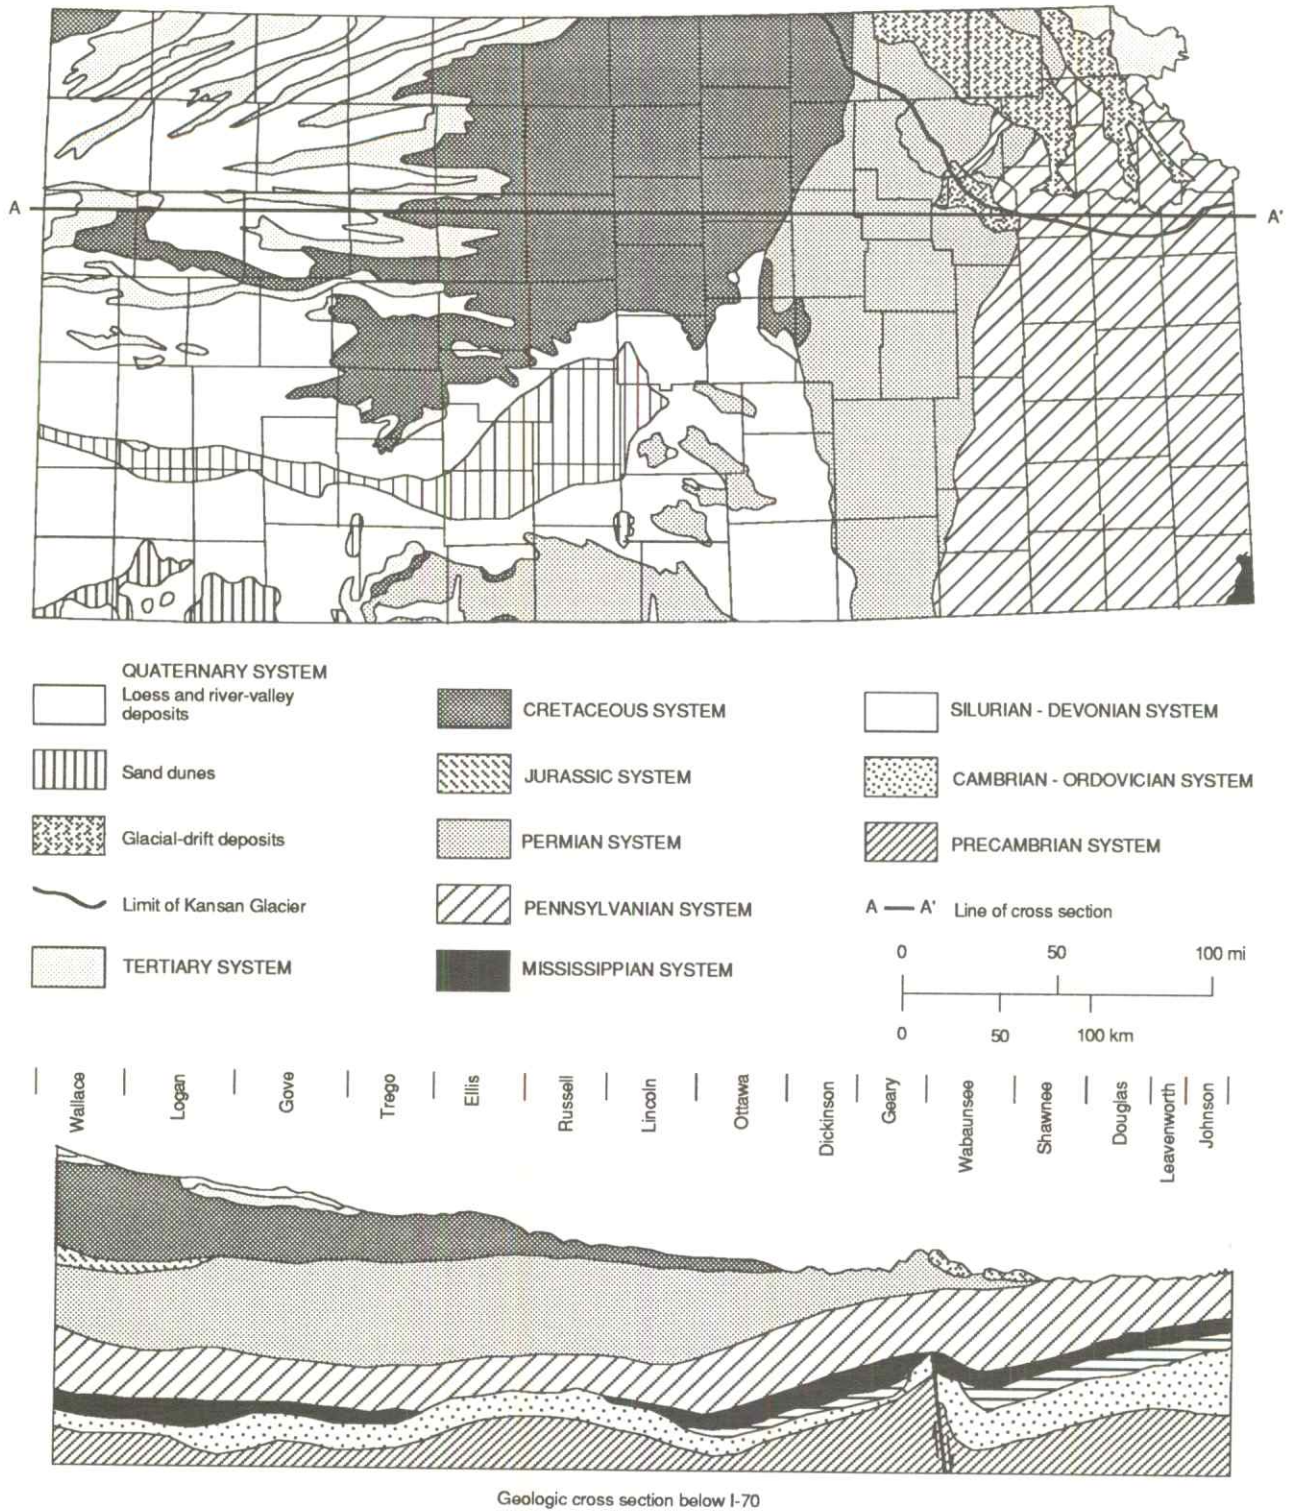 A
A'
QUATERNARY SYSTEM
Loess and river-valley
deposits
Sand dunes
Glacial-drift deposits
Limit of Kansan Glacier
TERTIARY SYSTEM
CRETACEOUS SYSTEM
JURASSIC SYSTEM
PERMIAN SYSTEM
PENNSYLVANIAN SYSTEM
MISSISSIPPIAN SYSTEM
SILURIAN - DEVONIAN SYSTEM
CAMBRIAN - ORDOVICIAN SYSTEM
PRECAMBRIAN SYSTEM
A — A' Line of cross section
0 50 100 mi
0 50 100 km
Wallace
Logan
Gove
Trego
Ellis
Russell
Lincoln
Ottawa
Dickinson
Geary
Wabaunsee
Shawnee
Douglas
Leavenworth
Johnson
Geologic cross section below I-70